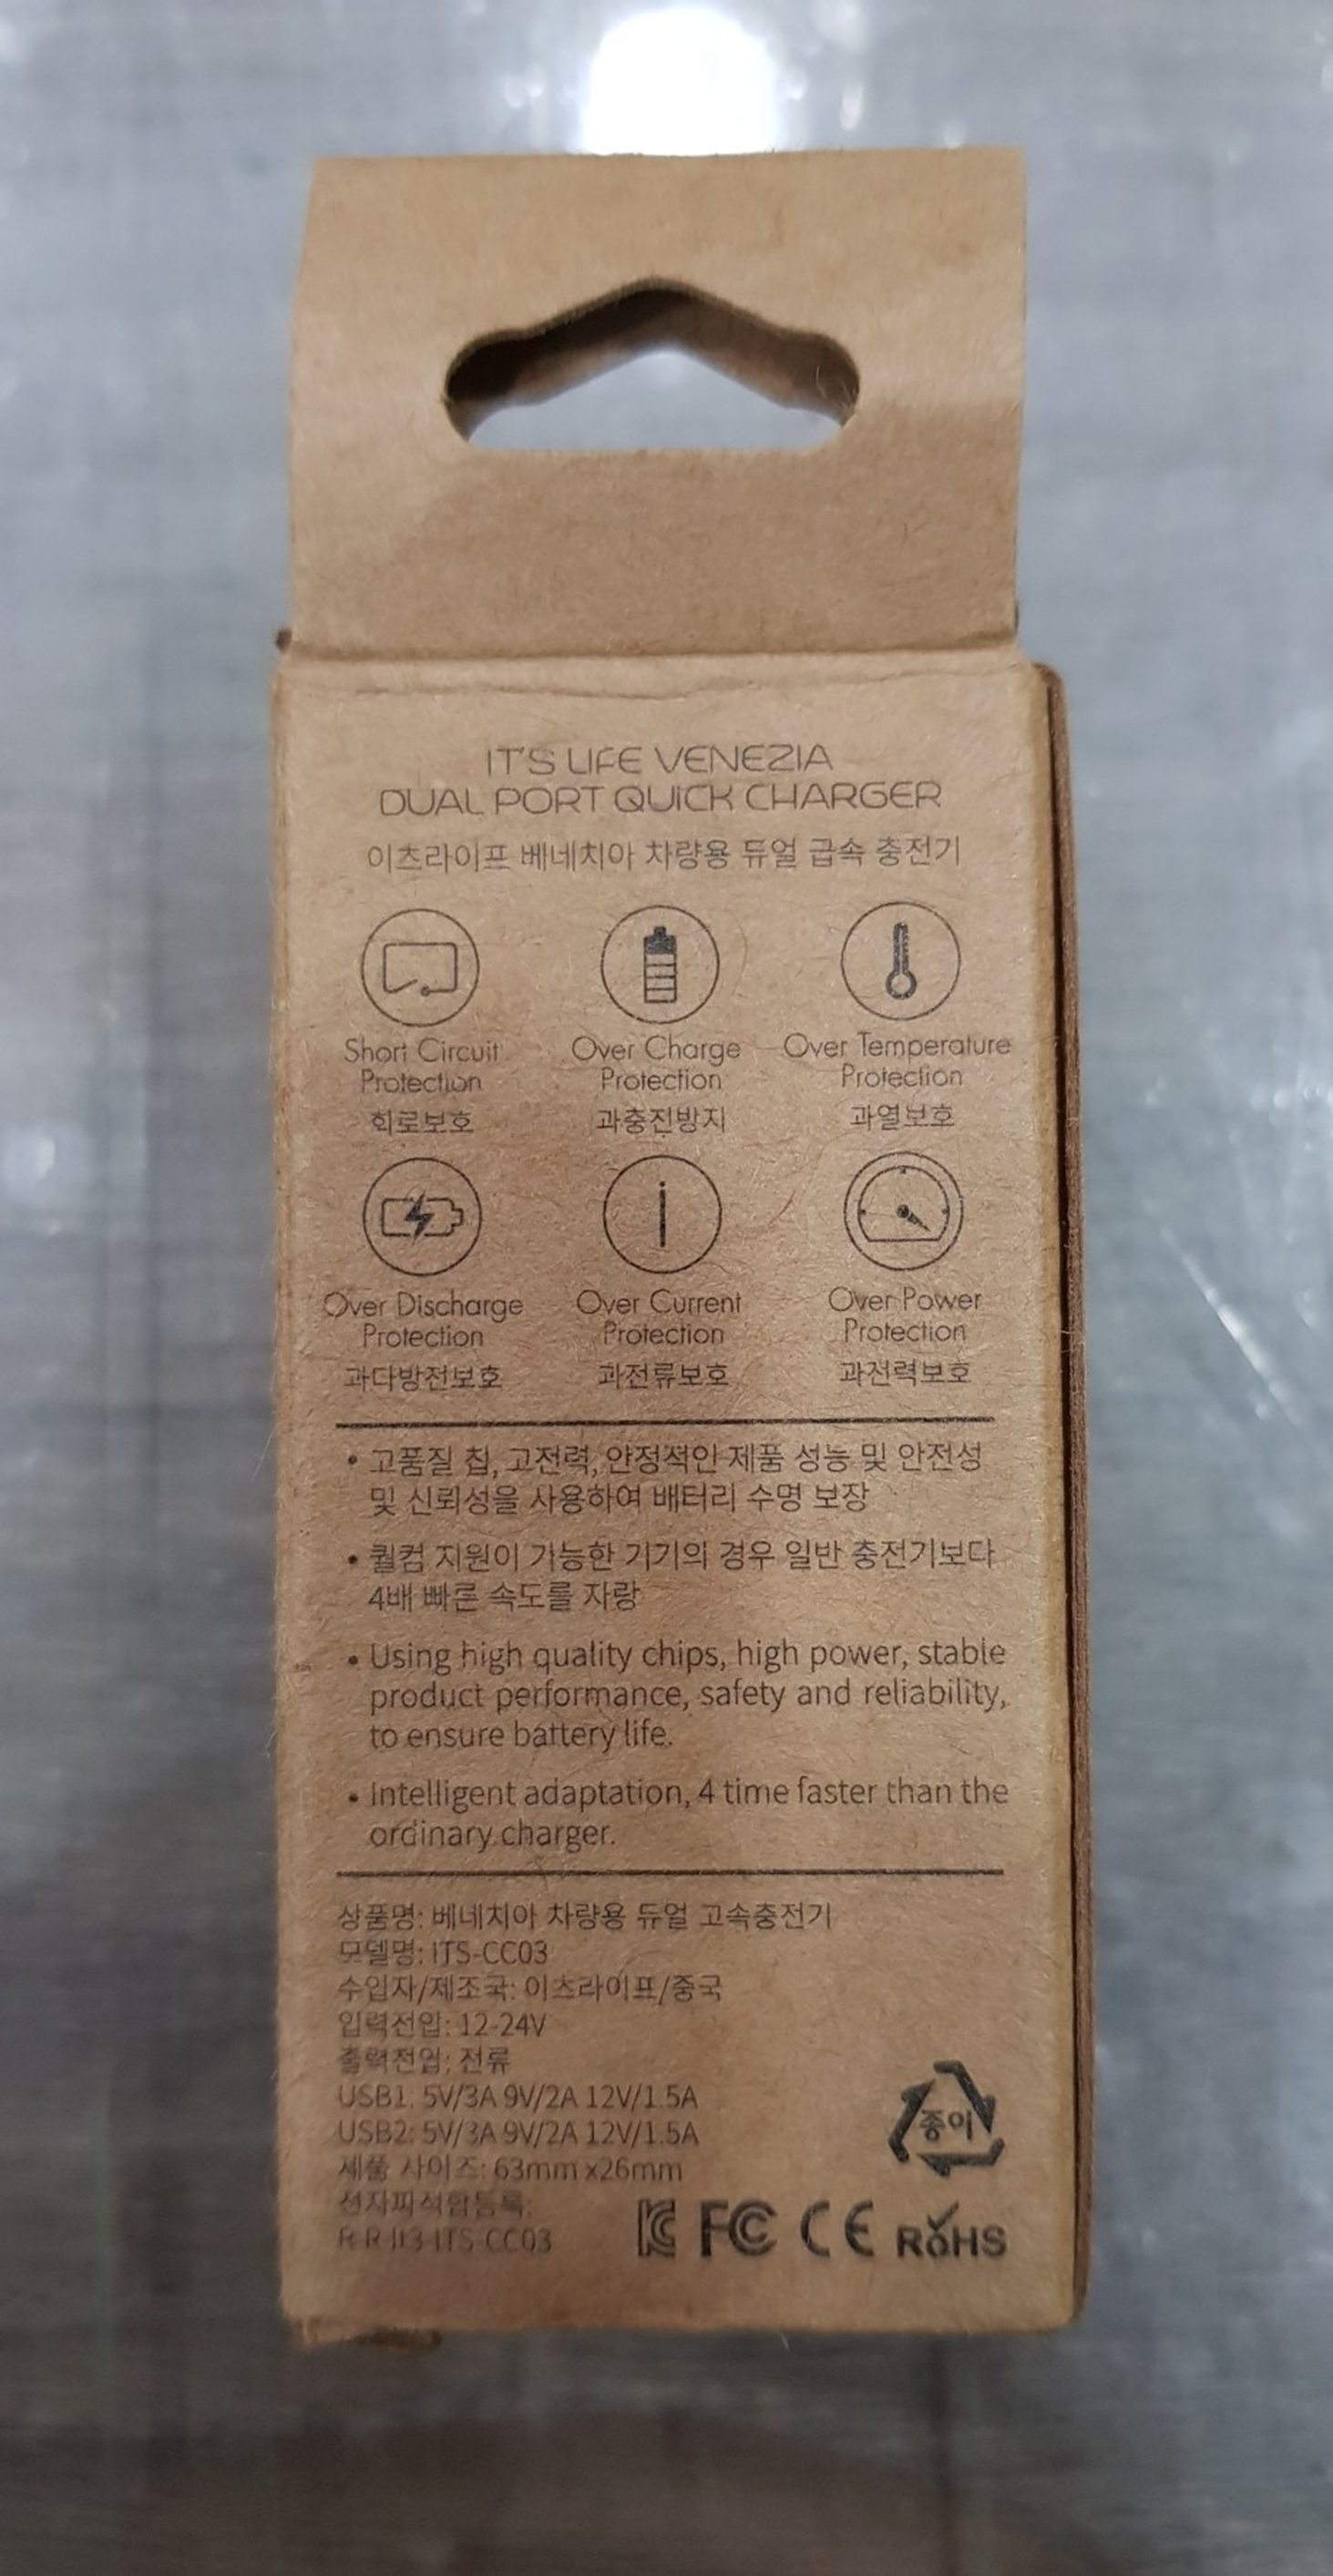 IT'S LIFE VENEZIA
DUAL PORT QUICK CHARGER
이츠라이프 베네치아 차량용 듀얼 급속 충전기
Short Circuit
Protection
회로보호
Over Charge
Protection
과충전방지
Over Temperature
Protection
과열보호
Over Discharge
Protection
과다방전보호
Over Current
Protection
과전류보호
Over Power
Protection
과전력보호
• 고품질 칩, 고전력, 안정적인 제품 성능 및 안전성
및 신뢰성을 사용하여 배터리 수명 보장
• 퀄컴 지원이 가능한 기기의 경우 일반 충전기보다
4배 빠른 속도를 자랑
• Using high quality chips, high power, stable
product performance, safety and reliability,
to ensure battery life.
• Intelligent adaptation, 4 time faster than the
ordinary charger.
상품명: 베네치아 차량용 듀얼 고속충전기
모델명: ITS-CC03
수입자/제조국: 이츠라이프/중국
입력전압: 12-24V
출력전압: 전류
USB1: 5V/3A 9V/2A 12V/1.5A
USB2: 5V/3A 9V/2A 12V/1.5A
제품 사이즈: 63mm x26mm
전자파적합등록:
ITS-CC03
종이
FC CE RoHS